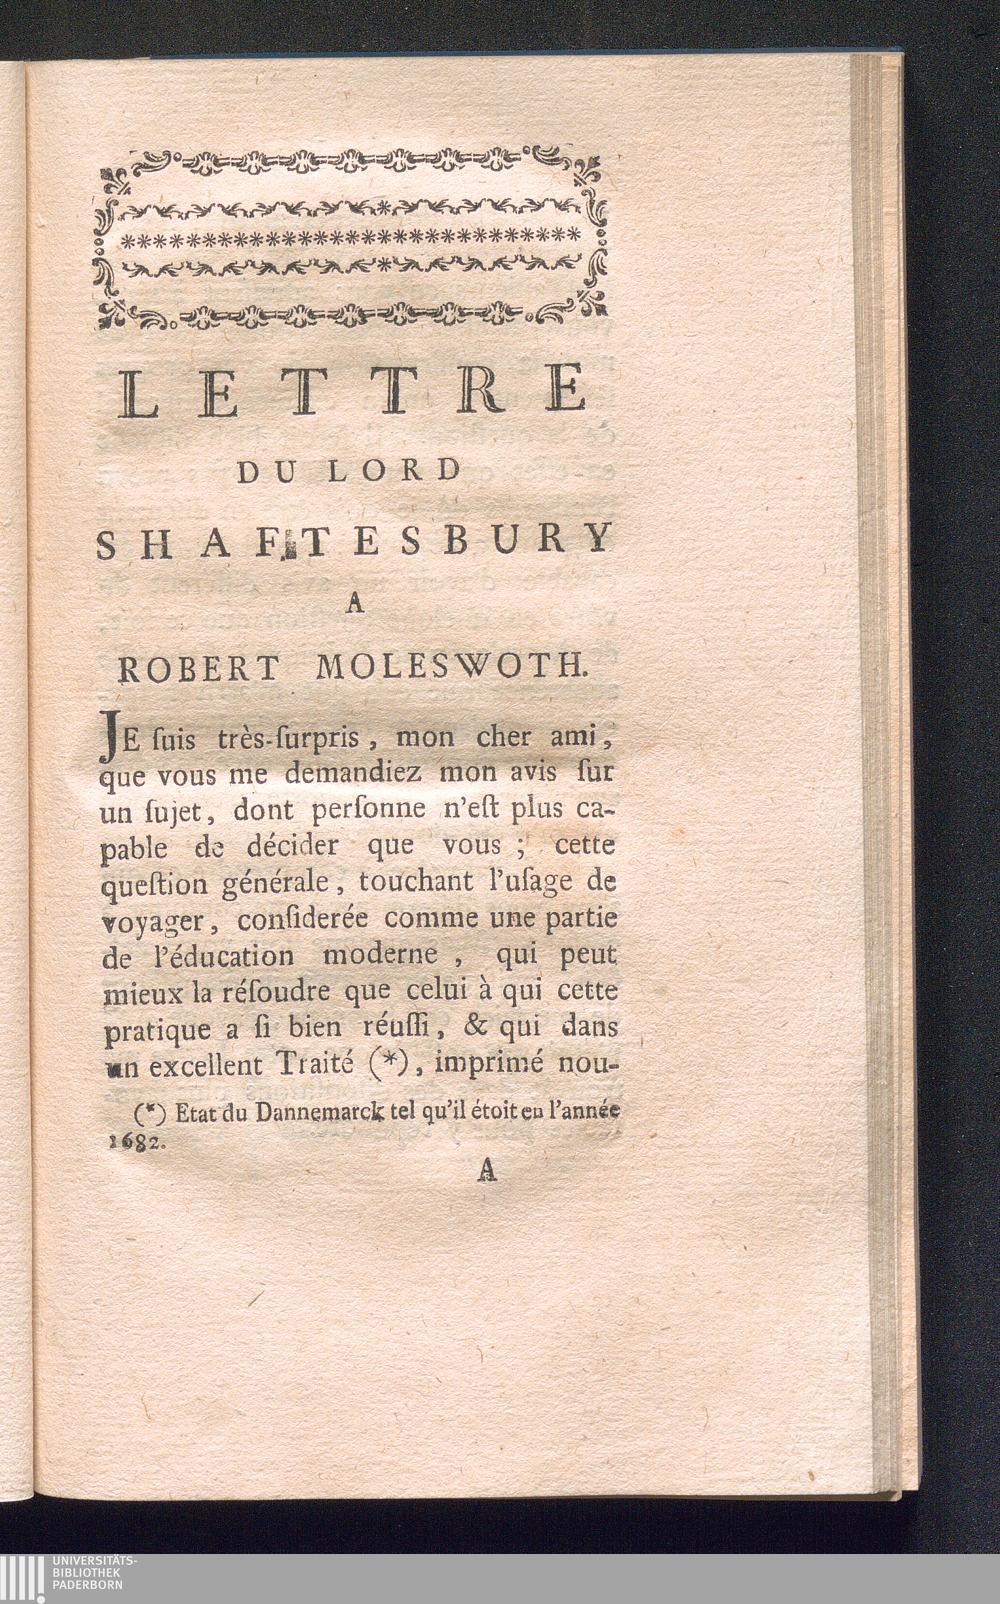 LETTRE
DU LORD
SHAFTESBURY
A
ROBERT MOLESWOTH.
JE ſuis très-ſurpris, mon cher ami,
que vous me demandiez mon avis ſur
un ſujet, dont perſonne n'eſt plus ca-
pable de décider que vous ; cette
queſtion générale, touchant l'uſage de
voyager, conſiderée comme une partie
de l'éducation moderne , qui peut
mieux la réſoudre que celui à qui cette
pratique a ſi bien réuſſi, & qui dans
un excellent Traité (*), imprimé nou-
(*) Etat du Dannemarck tel qu'il étoit en l'année
1682.
A
UNIVERSITÄTS-
BIBLIOTHEK
PADERBORN